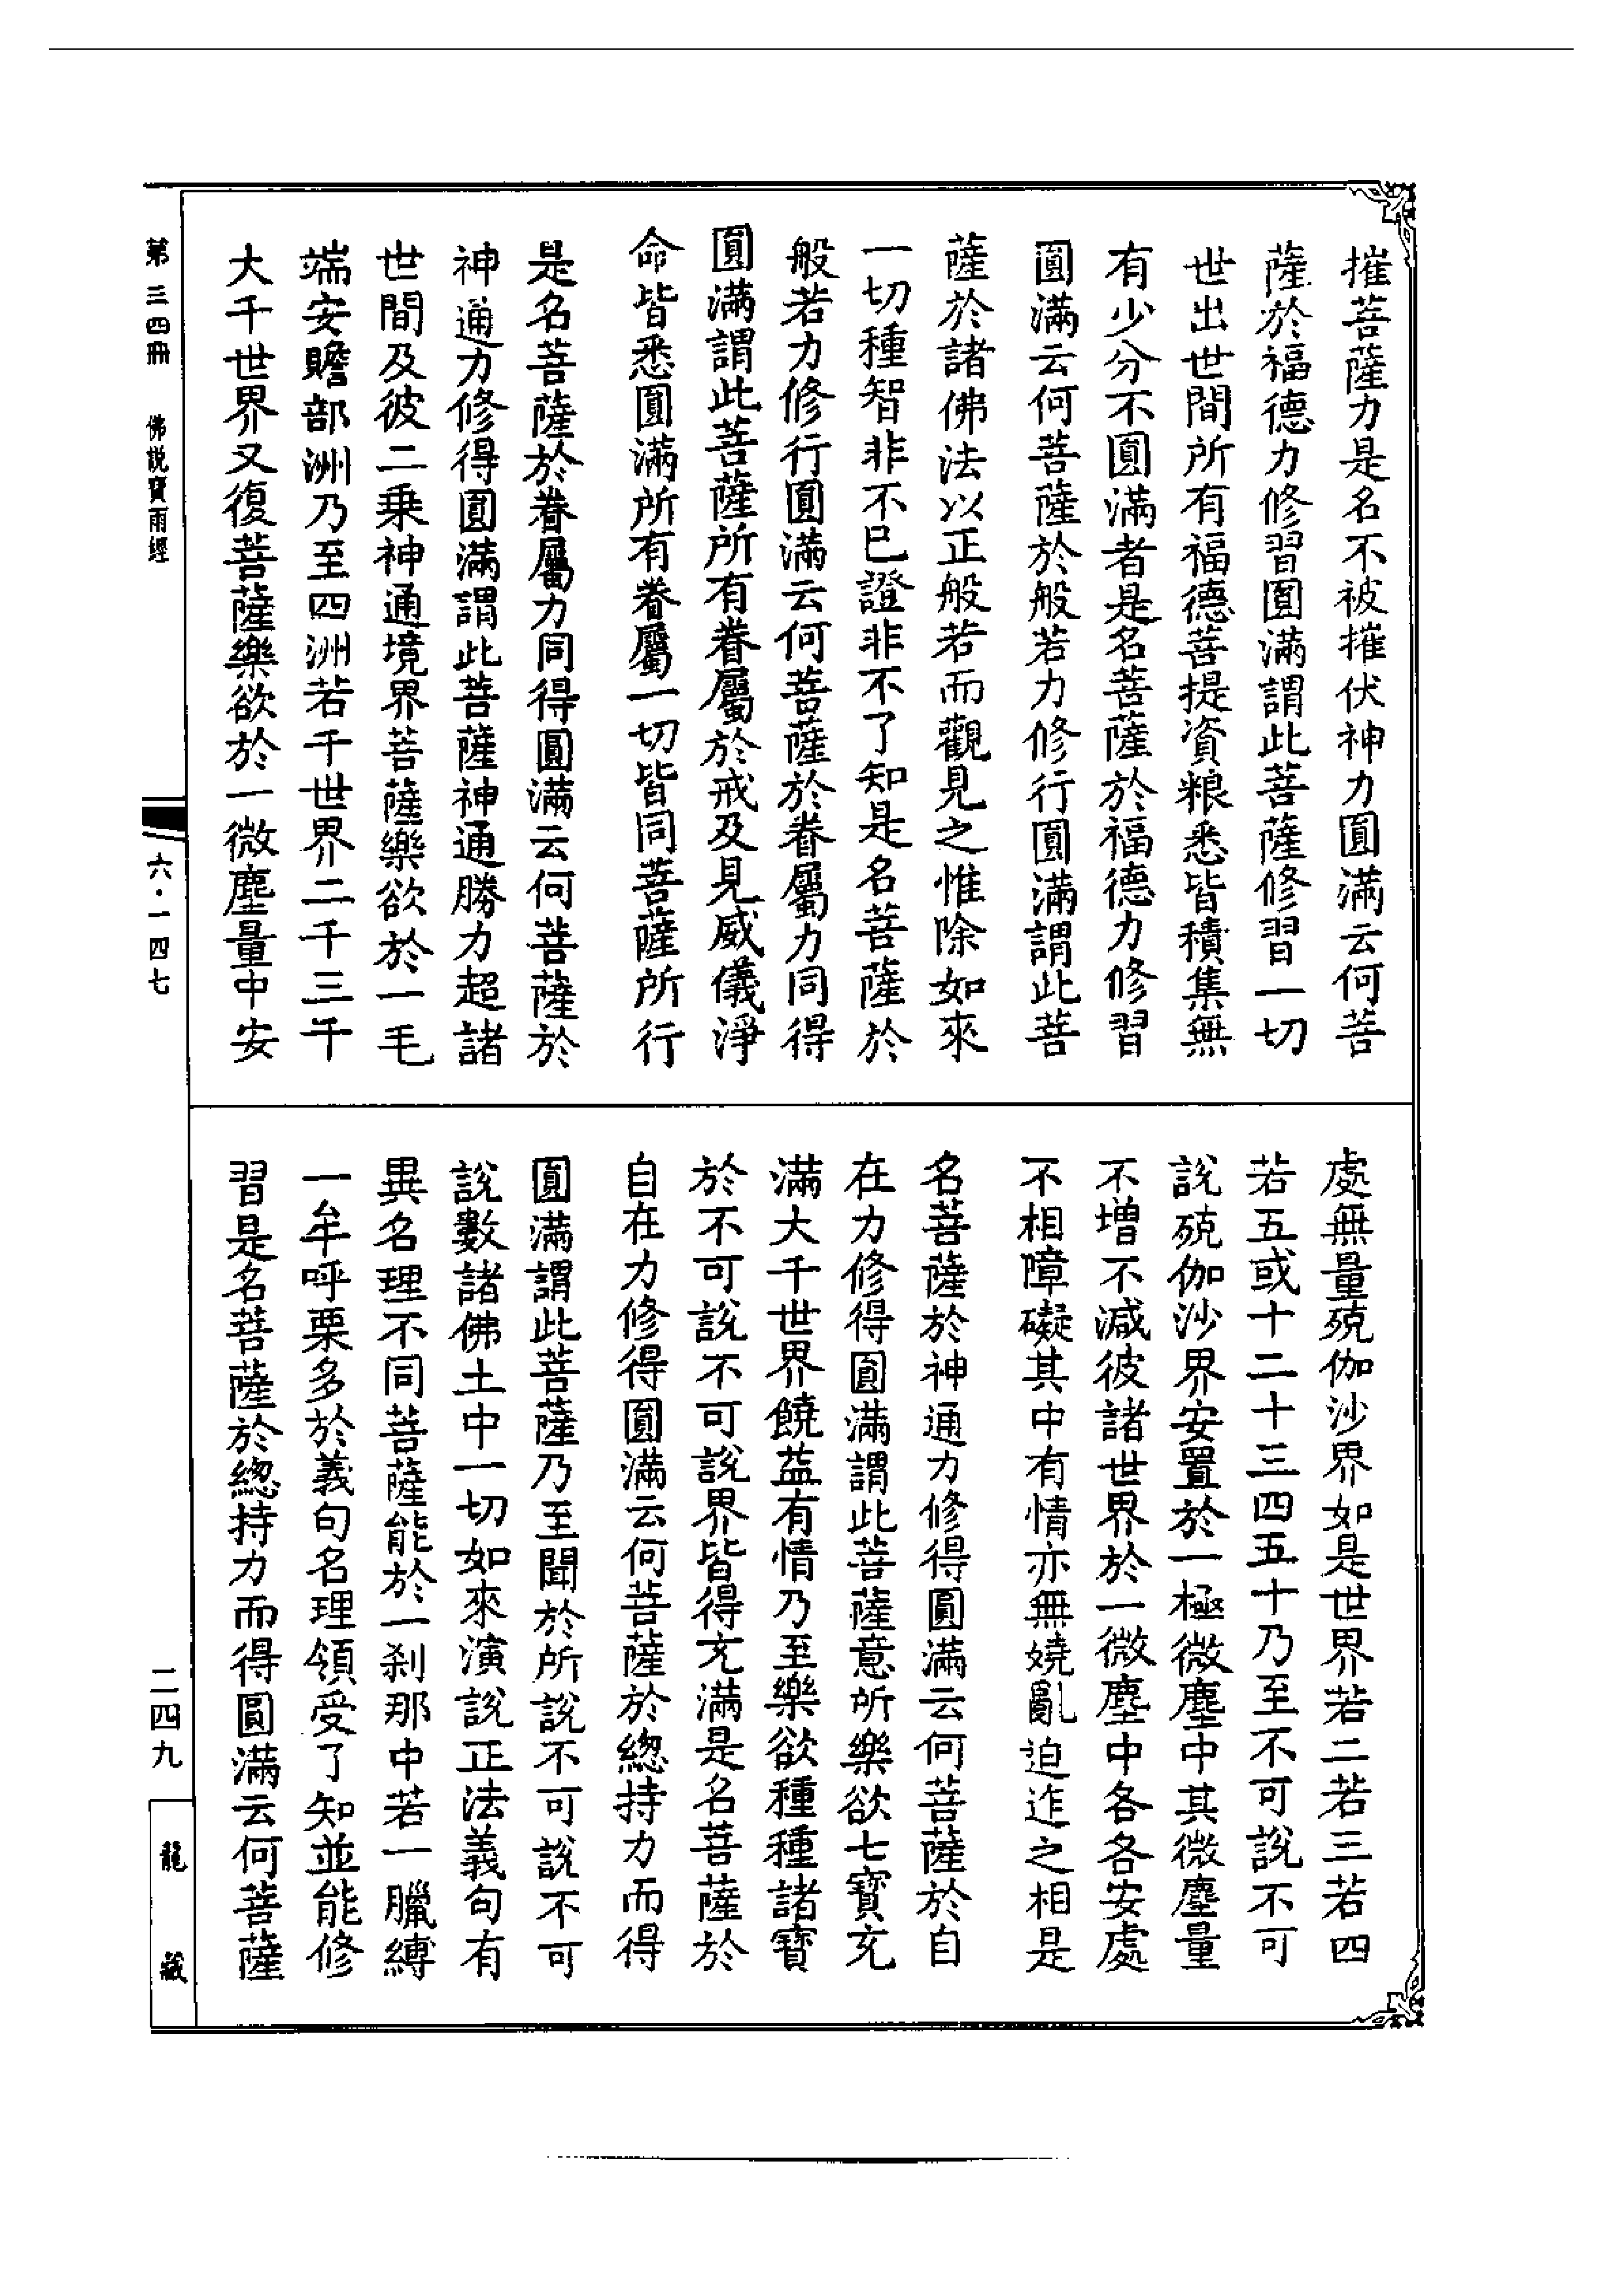 摧菩薩力是名不被摧伏神力圓滿云何菩
薩於福德力修習圓滿謂此菩薩修習一切
世出世間所有福德菩提資粮悉皆積集無
有少分不圓滿者是名菩薩於福德力修習
圓滿云何菩薩於般若力修行圓滿謂此菩
薩於諸佛法以正般若而觀見之惟除如來
一切種智非不已證非不了知是名菩薩於
般若力修行圓滿云何菩薩於眷屬力同得
圓滿謂此菩薩所有眷屬於戒及見威儀淨
命皆悉圓滿所有眷屬一切皆同菩薩所行
是名菩薩於眷屬力同得圓滿云何菩薩於
神通力修得圓滿謂此菩薩神通勝力超諸
世間及彼二乘神通境界菩薩樂欲於一毛
端安贍部洲乃至四洲若千世界二千三千
大千世界又復菩薩樂欲於一微塵量中安
處無量殑伽沙界如是世界若二若三若四
若五或十二十三四五十乃至不可說不可
說殑伽沙界安置於一極微塵中其微塵量
不增不減彼諸世界於一微塵中各各安處
不相障礙其中有情亦無嬈亂迫迮之相是
名菩薩於神通力修得圓滿云何菩薩於自
在力修得圓滿謂此菩薩意所樂欲七寶充
滿大千世界饒益有情乃至樂欲種種諸寶
於不可說不可說界皆得充滿是名菩薩於
自在力修得圓滿云何菩薩於緫持力而得
圓滿謂此菩薩乃至聞於所說不可說不可
說數諸佛土中一切如來演說正法義句有
異名理不同菩薩能於一刹那中若一臘縛
一牟呼栗多於義句名理領受了知並能修
習是名菩薩於緫持力而得圓滿云何菩薩
第三四冊 佛説寶雨經
六·一四七
二四九
龍藏